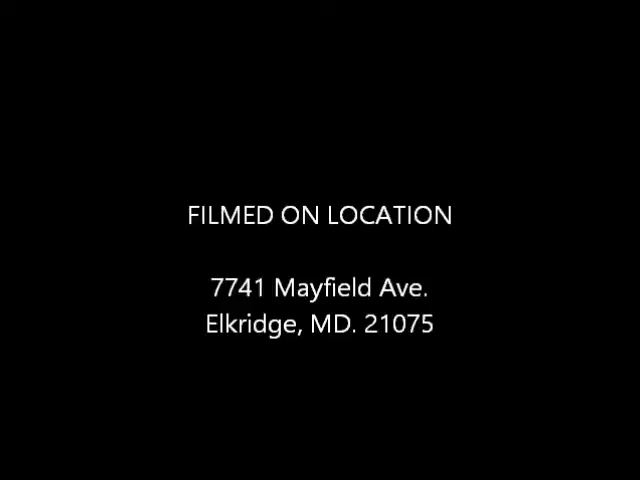 FILMED ON LOCATION
7741 Mayfield Ave.
Elkridge, MD. 21075